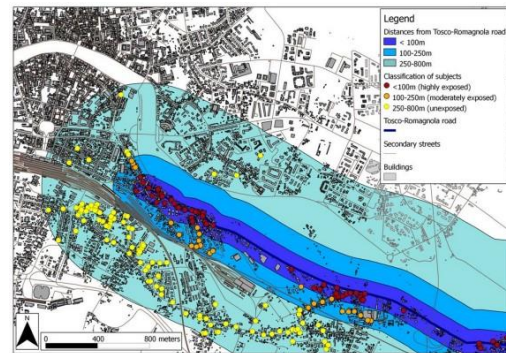 Legend
Distances from Tosco-Romagnola road
< 100m
100-250m
250-800m
Classification of subjects
<100m (highly exposed)
100-250m (moderately exposed)
250-800m (unexposed)
Tosco-Romagnola road
Secondary streets
Buildings
N
0 400 800 meters